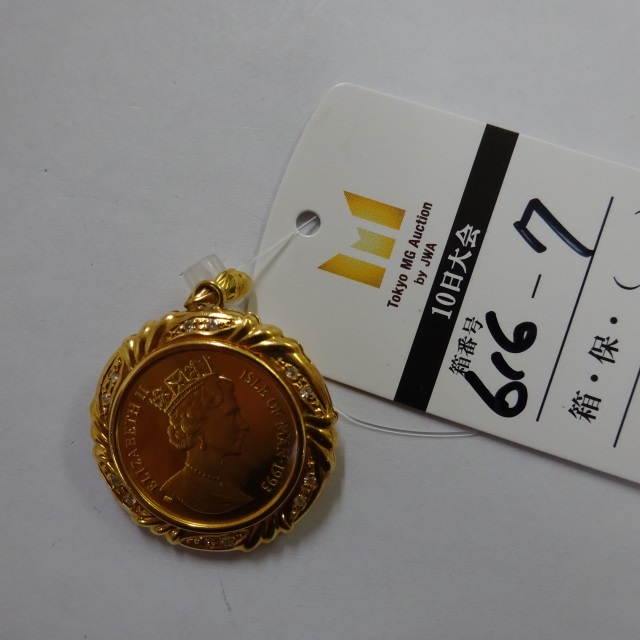 ELIZABETH II
ISLE OF MAN 1995
Tokyo MG Auction
by JWA
10日大会
箱番号
616-7
箱・保・(